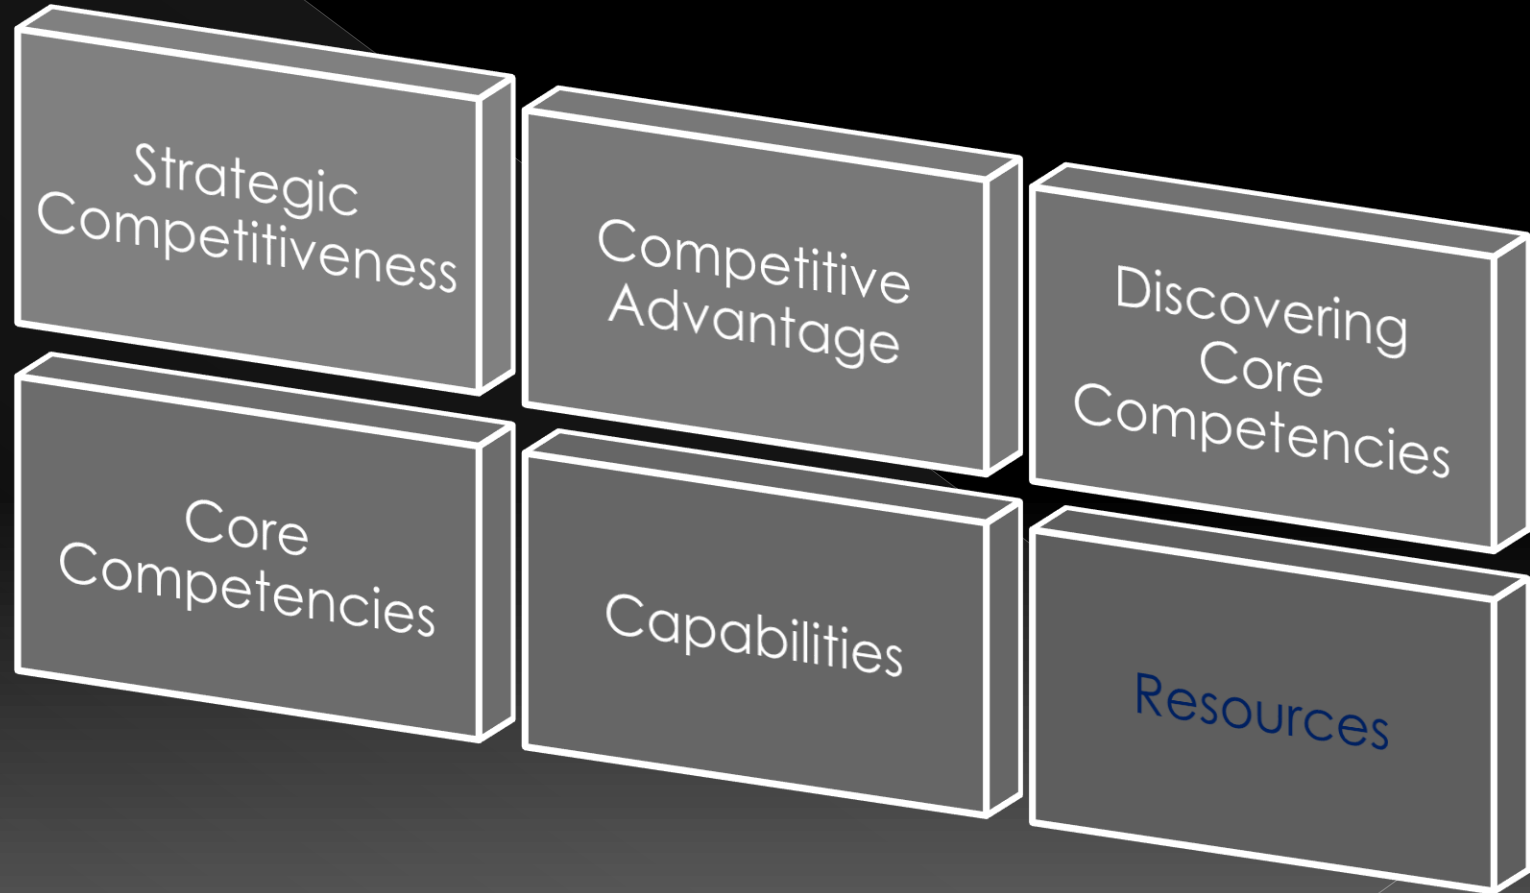 Strategic
Competitiveness
Competitive
Advantage
Discovering
Core
Competencies
Core
Competencies
Capabilities
Resources